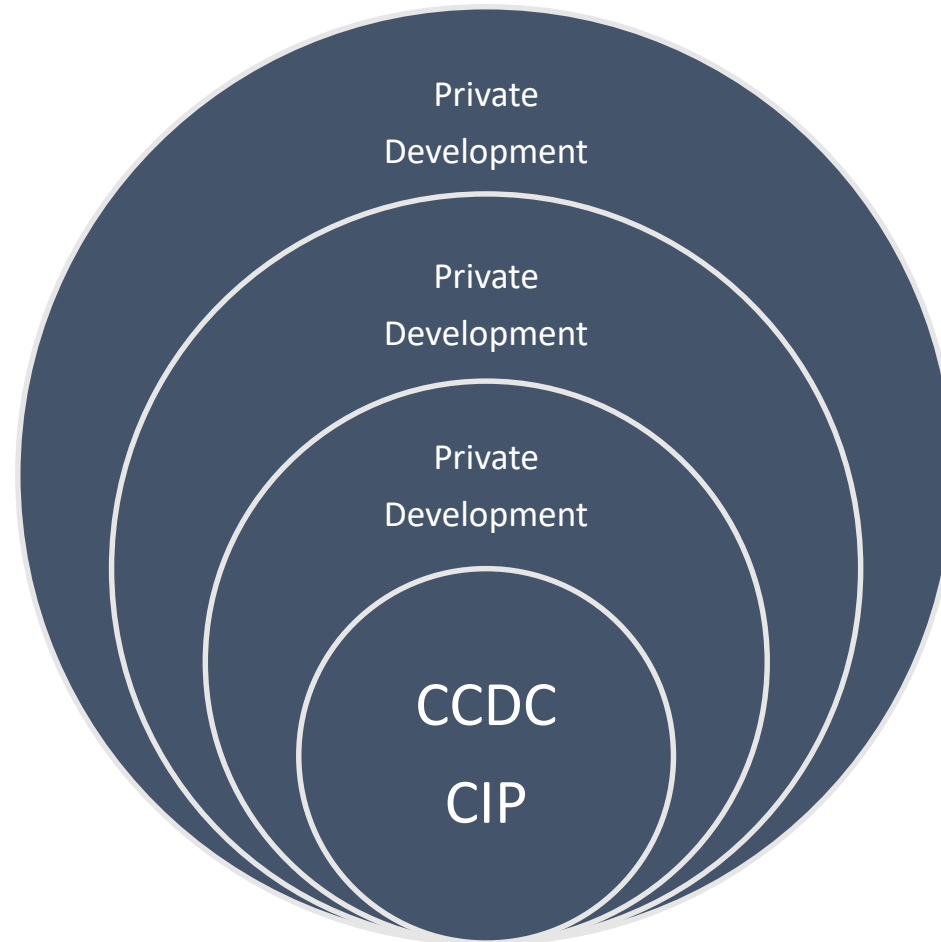 Private
Development
Private
Development
Private
Development
CCDC
CIP